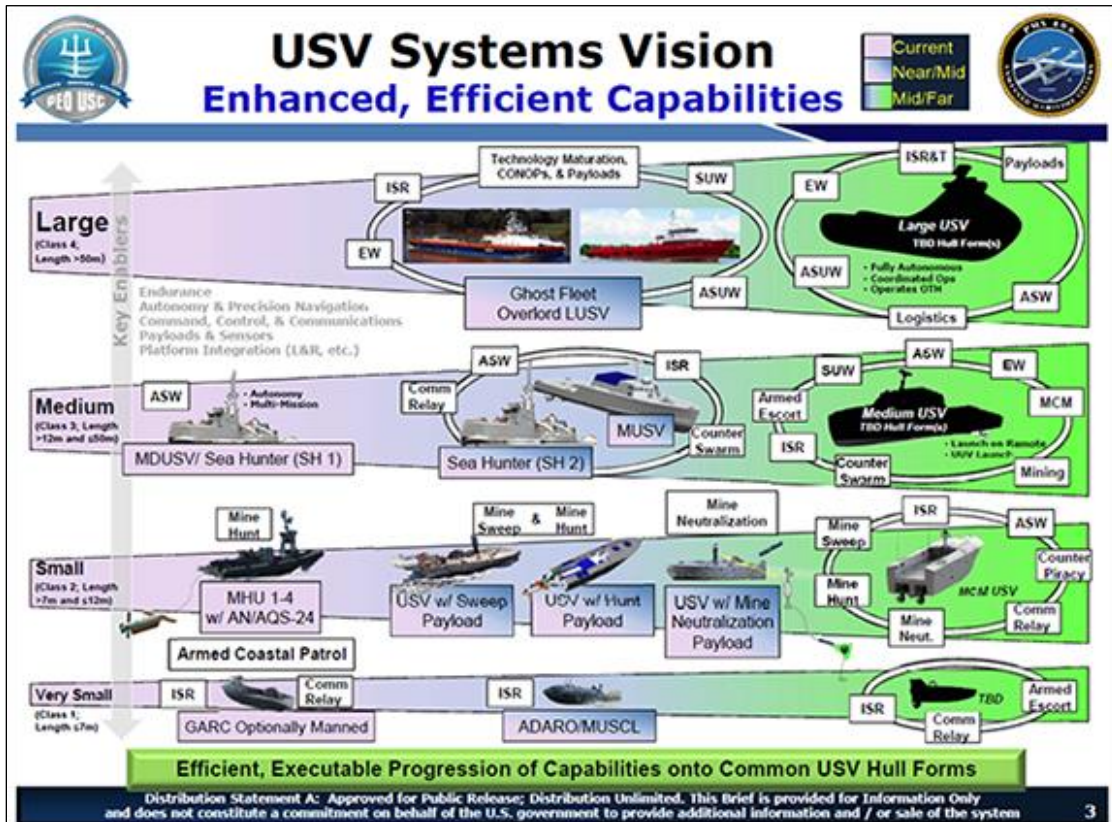 PEO USC
USV Systems Vision
Enhanced, Efficient Capabilities
Current
Near/Mid
Mid/Far
PMS 406
Key Enablers
Endurance
Autonomy & Precision Navigation
Command, Control, & Communications
Payloads & Sensors
Platform Integration (L&R, etc.)
Large
(Class 4;
Length >50m)
Technology Maturation,
CONOPs, & Payloads
ISR
SUW
EW
ASUW
Ghost Fleet
Overlord LUSV
ISR&T
Payloads
EW
Large USV
TBD Hull Form(s)
ASUW
• Fully Autonomous
• Coordinated Ops
• Operates OTH
ASW
Logistics
Medium
(Class 3; Length
>12m and ≤50m)
ASW
• Autonomy
• Multi-Mission
MDUSV/ Sea Hunter (SH 1)
ASW
ISR
Comm
Relay
MUSV
Counter
Swarm
Sea Hunter (SH 2)
ASW
SUW
EW
Armed
Escort
MCM
Medium USV
TBD Hull Form(s)
ISR
• Launch on Remote
• UUV Launch
Counter
Swarm
Mining
Small
(Class 2; Length
>7m and ≤12m)
Mine
Hunt
MHU 1-4
w/ AN/AQS-24
Mine
Sweep
&
Mine
Hunt
USV w/ Sweep
Payload
USV w/ Hunt
Payload
Mine
Neutralization
USV w/ Mine
Neutralization
Payload
ISR
Mine
Sweep
ASW
Counter
Piracy
Mine
Hunt
MCM USV
Comm
Relay
Mine
Neut.
Very Small
(Class 1;
Length ≤7m)
Armed Coastal Patrol
ISR
Comm
Relay
GARC Optionally Manned
ISR
ADARO/MUSCL
ISR
TBD
Armed
Escort
Comm
Relay
Efficient, Executable Progression of Capabilities onto Common USV Hull Forms
Distribution Statement A: Approved for Public Release; Distribution Unlimited. This Brief is provided for Information Only
and does not constitute a commitment on behalf of the U.S. government to provide additional information and / or sale of the system
3